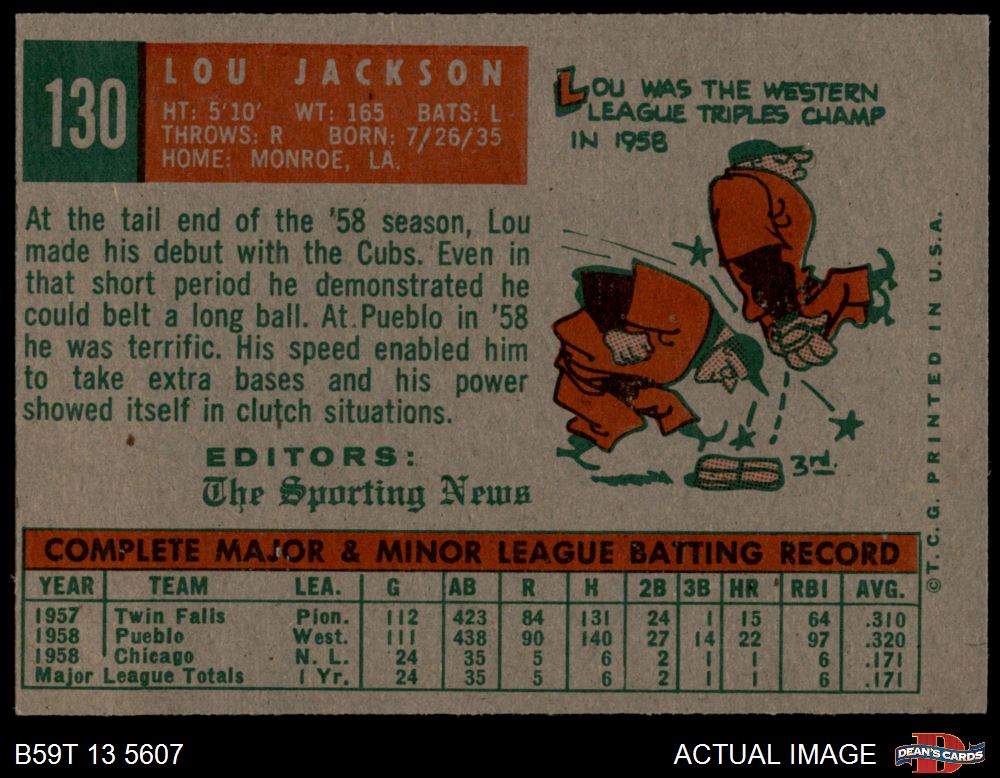 130
LOU JACKSON
HT: 5'10' WT: 165 BATS: L
THROWS: R BORN: 7/26/35
HOME: MONROE, LA.
LOU WAS THE WESTERN
LEAGUE TRIPLES CHAMP
IN 1958
At the tail end of the '58 season, Lou
made his debut with the Cubs. Even in
that short period he demonstrated he
could belt a long ball. At Pueblo in '58
he was terrific. His speed enabled him
to take extra bases and his power
showed itself in clutch situations.
EDITORS:
The Sporting News
3rd.
©T.C.G. PRINTED IN U.S.A.
COMPLETE MAJOR & MINOR LEAGUE BATTING RECORD
YEAR TEAM LEA. G AB R H 2B 3B HR RBI AVG.
1957 Twin Falls Pion. 112 423 84 131 24 1 15 64 .310
1958 Pueblo West. 111 438 90 140 27 14 22 97 .320
1958 Chicago N. L. 24 35 5 6 2 1 1 6 .171
Major League Totals 1 Yr. 24 35 5 6 2 1 1 6 .171
B59T 13 5607
ACTUAL IMAGE
DEAN'S CARDS